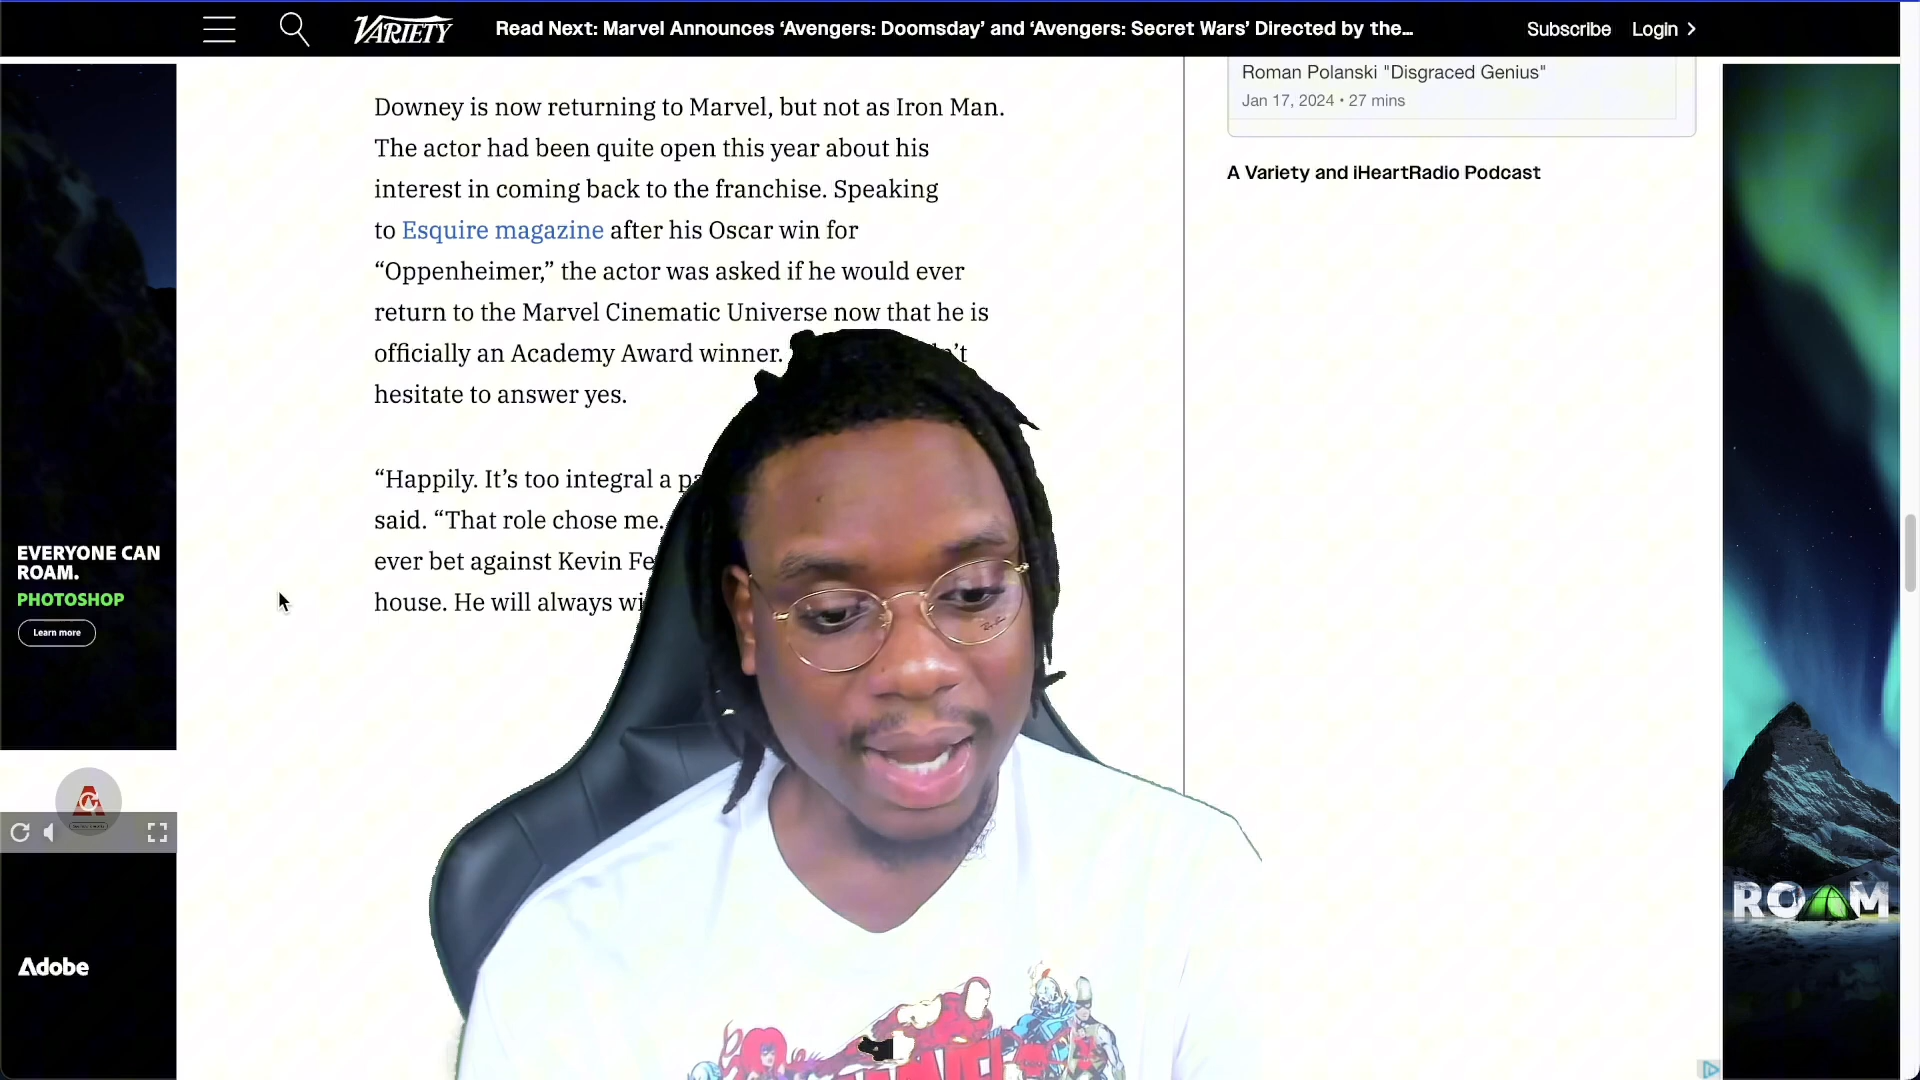 VARIETY
Read Next: Marvel Announces ‘Avengers: Doomsday’ and ‘Avengers: Secret Wars’ Directed by the...
Subscribe
Login
Downey is now returning to Marvel, but not as Iron Man.
The actor had been quite open this year about his
interest in coming back to the franchise. Speaking
to Esquire magazine after his Oscar win for
“Oppenheimer,” the actor was asked if he would ever
return to the Marvel Cinematic Universe now that he is
officially an Academy Award winner.
hesitate to answer yes.
“Happily. It’s too integral a
said. “That role chose me.
ever bet against Kevin
house. He will always
Roman Polanski "Disgraced Genius"
Jan 17, 2024 • 27 mins
A Variety and iHeartRadio Podcast
EVERYONE CAN
ROAM.
PHOTOSHOP
Learn more
Adobe
ROAM